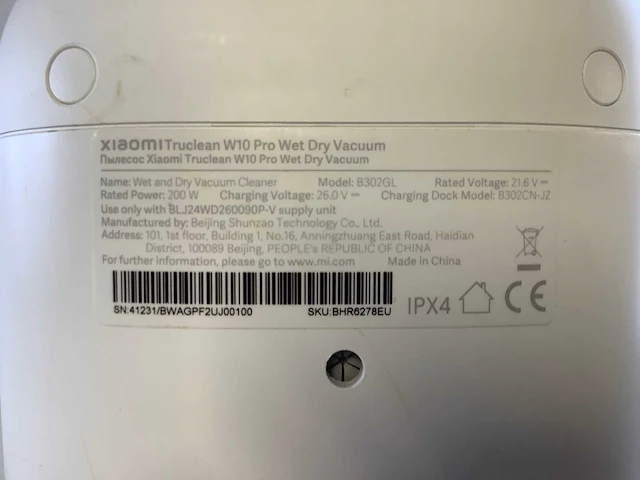 xiaomi Truclean W10 Pro Wet Dry Vacuum
Пылесос Xiaomi Truclean W10 Pro Wet Dry Vacuum
Name: Wet and Dry Vacuum Cleaner Model: B302GL Rated Voltage: 21.6 V ⎓
Rated Power: 200 W Charging Voltage: 26.0 V ⎓ Charging Dock Model: B302CN-JZ
Use only with BLJ24WD260090P-V supply unit
Manufactured by: Beijing Shunzao Technology Co., Ltd.
Address: 101, 1st floor, Building 1, No.16, Anningzhuang East Road, Haidian
District, 100089 Beijing, PEOPLE's REPUBLIC OF CHINA
For further information, please go to www.mi.com Made in China
SN:41231/BWAGPF2UJ00100 SKU:BHR6278EU
IPX4 CE